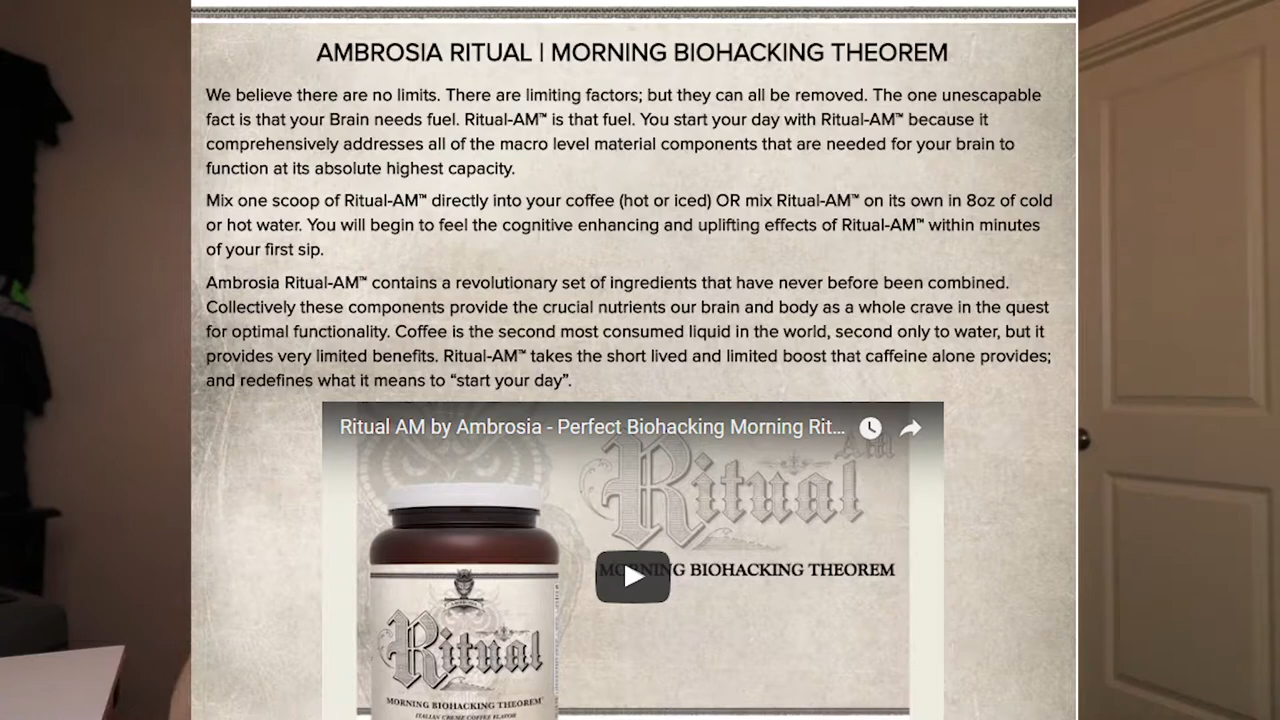 AMBROSIA RITUAL | MORNING BIOHACKING THEOREM
We believe there are no limits. There are limiting factors; but they can all be removed. The one unescapable
fact is that your Brain needs fuel. Ritual-AM™ is that fuel. You start your day with Ritual-AM™ because it
comprehensively addresses all of the macro level material components that are needed for your brain to
function at its absolute highest capacity.
Mix one scoop of Ritual-AM™ directly into your coffee (hot or iced) OR mix Ritual-AM™ on its own in 8oz of cold
or hot water. You will begin to feel the cognitive enhancing and uplifting effects of Ritual-AM™ within minutes
of your first sip.
Ambrosia Ritual-AM™ contains a revolutionary set of ingredients that have never before been combined.
Collectively these components provide the crucial nutrients our brain and body as a whole crave in the quest
for optimal functionality. Coffee is the second most consumed liquid in the world, second only to water, but it
provides very limited benefits. Ritual-AM™ takes the short lived and limited boost that caffeine alone provides;
and redefines what it means to “start your day”.
Ritual AM by Ambrosia - Perfect Biohacking Morning Rit...
Ritual AM
MORNING BIOHACKING THEOREM
AMBROSIA
Ritual
MORNING BIOHACKING THEOREM™
ITALIAN CREME COFFEE FLAVOR